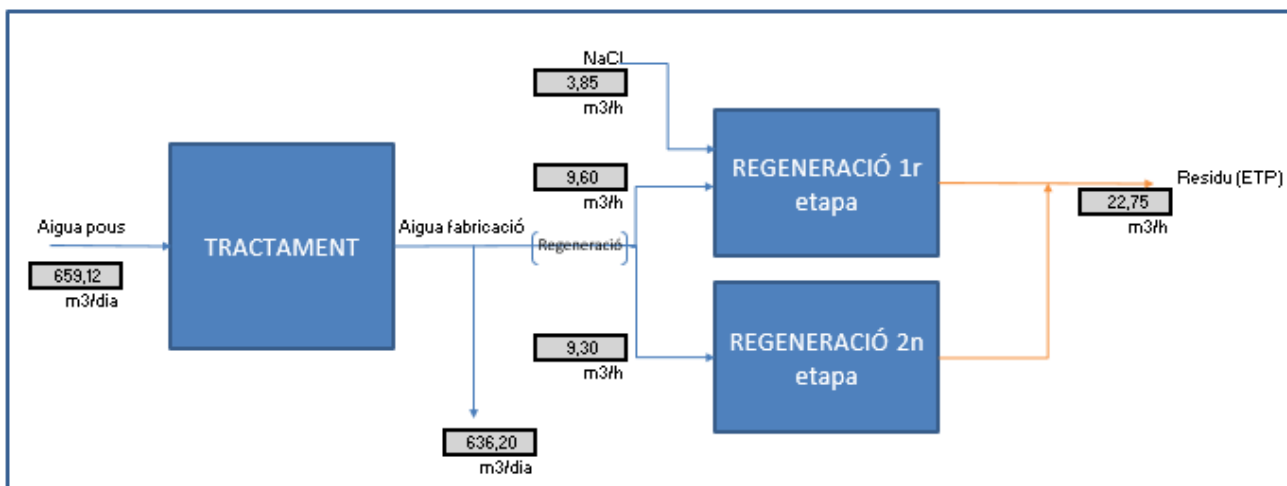 NaCl
3,85
m3/h
REGENERACIÓ 1r
etapa
9,60
m3/h
Residu (ETP)
22,75
m3/h
Aigua pous
659,12
m3/dia
TRACTAMENT
Aigua fabricació
(Regeneració)
9,30
m3/h
REGENERACIÓ 2n
etapa
636,20
m3/dia